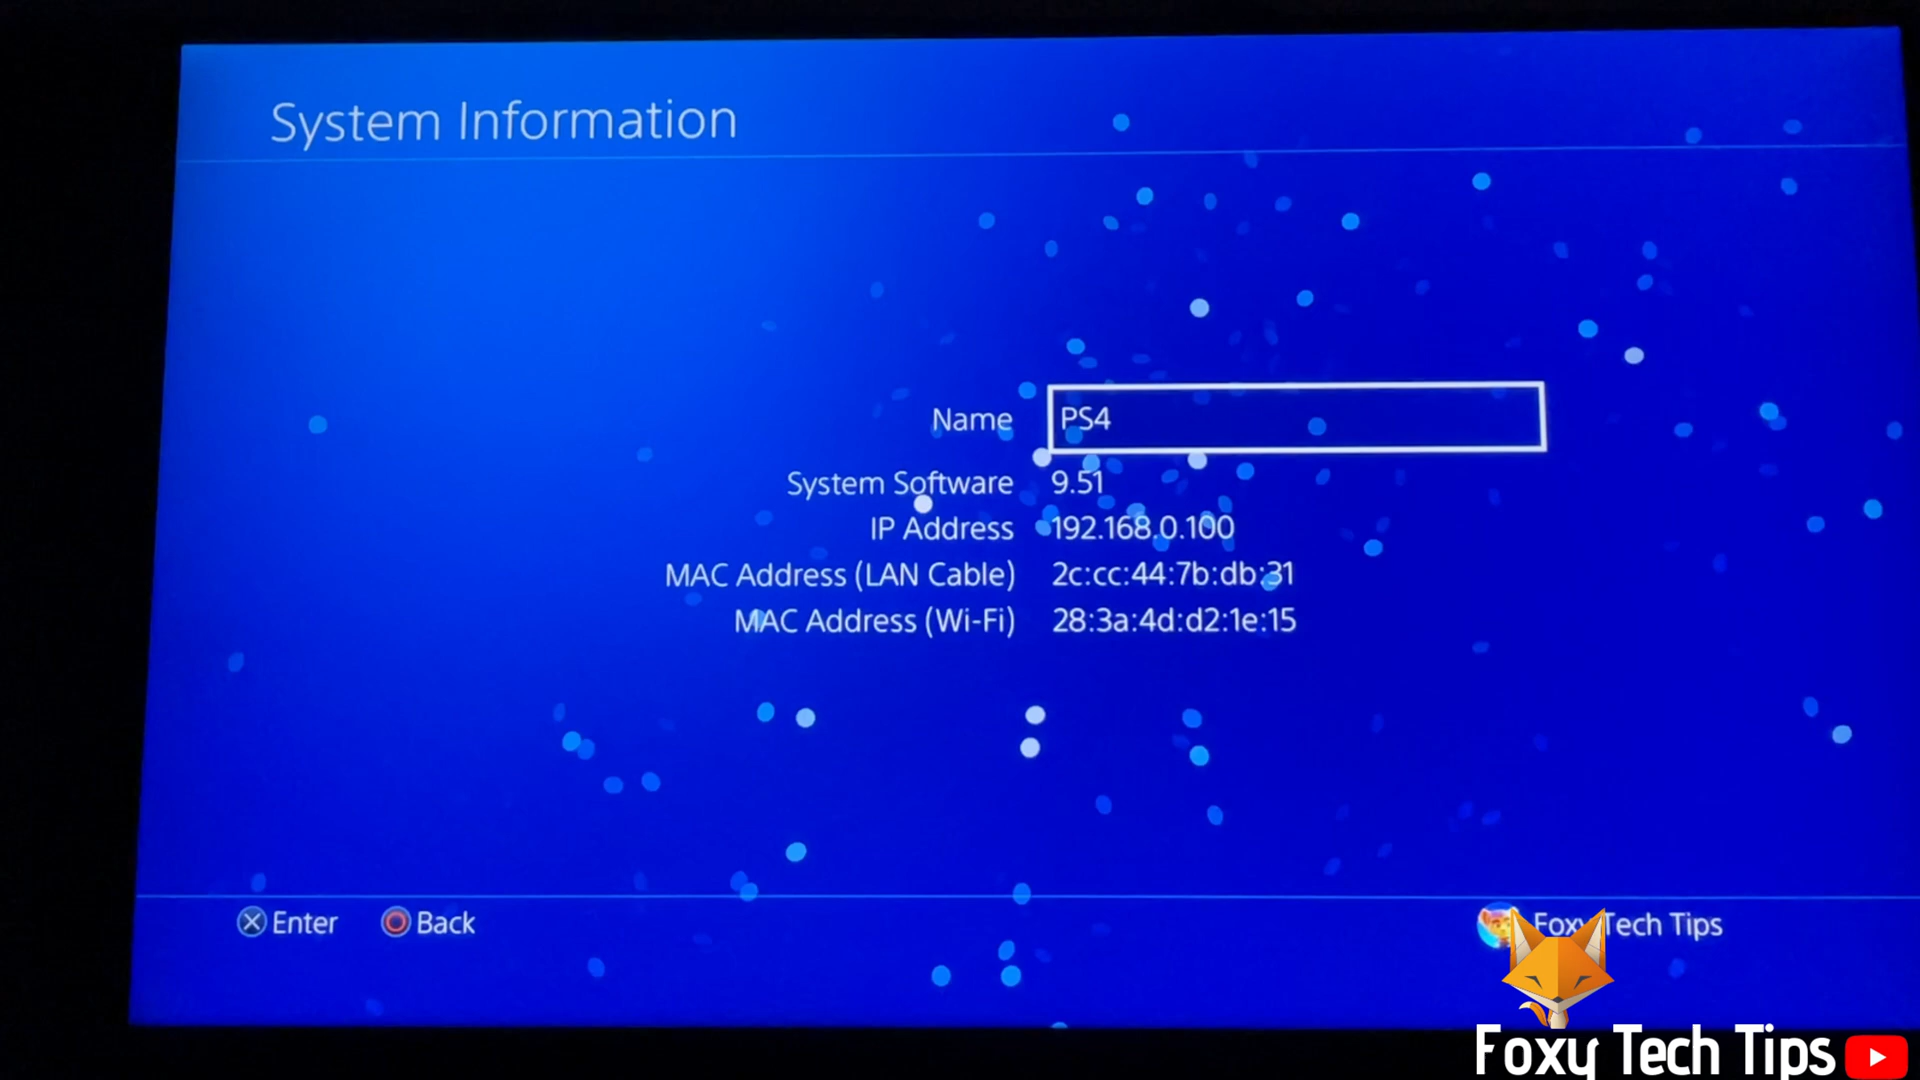 System Information
Name PS4
System Software 9.51
IP Address 192.168.0.100
MAC Address (LAN Cable) 2c:cc:44:7b:db:31
MAC Address (Wi-Fi) 28:3a:4d:d2:1e:15
Enter Back Foxy Tech Tips
Foxy Tech Tips